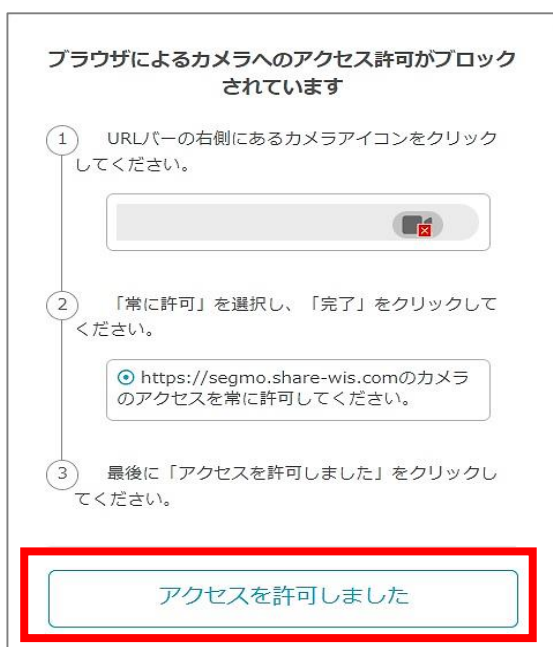 ブラウザによるカメラへのアクセス許可がブロック
されています
1 URLバーの右側にあるカメラアイコンをクリック
してください。
2 「常に許可」を選択し、「完了」をクリックして
ください。
https://segmo.share-wis.comのカメラ
のアクセスを常に許可してください。
3 最後に「アクセスを許可しました」をクリックし
てください。
アクセスを許可しました